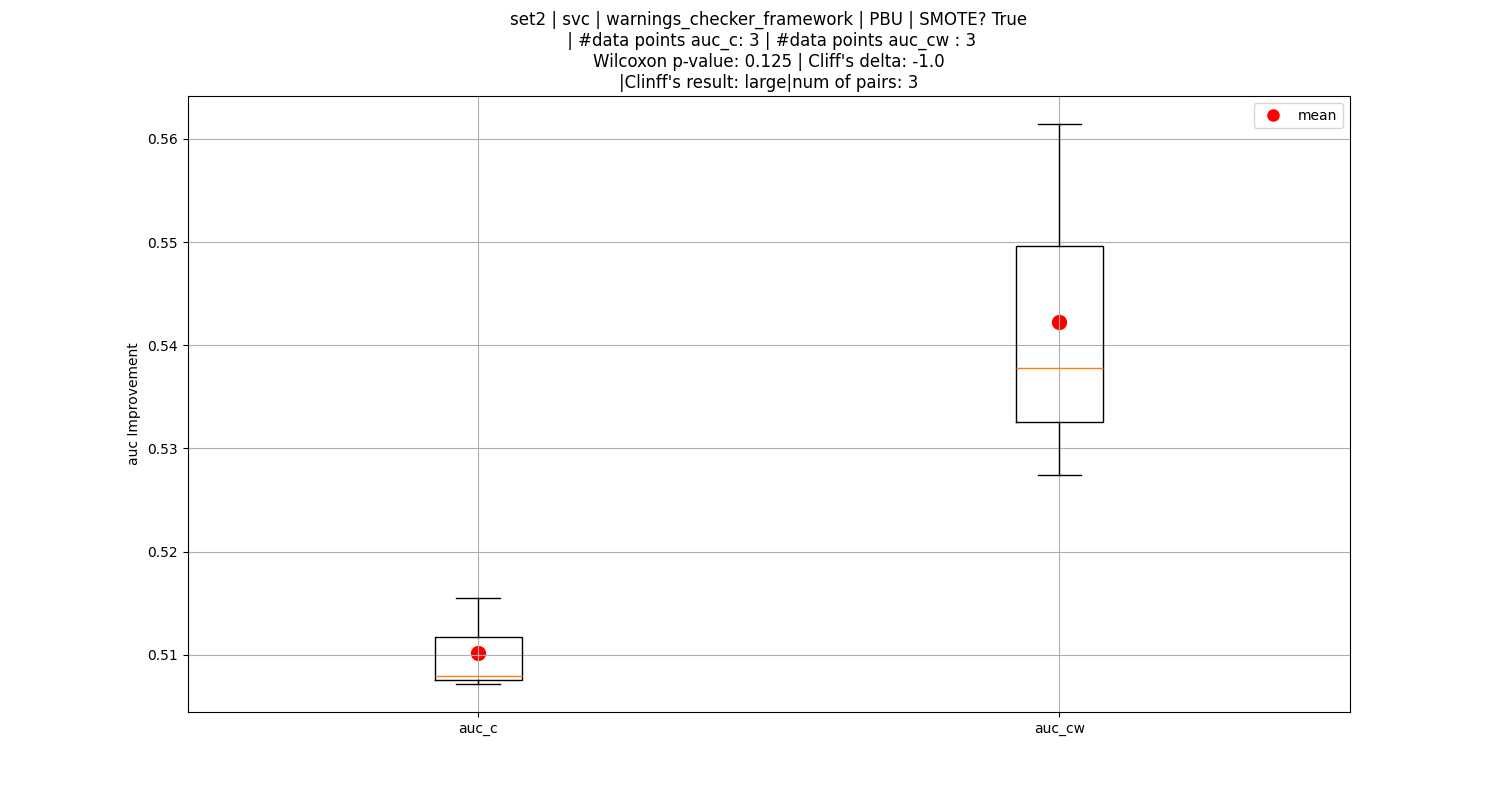 set2 | svc | warnings_checker_framework | PBU | SMOTE? True
| #data points auc_c: 3 | #data points auc_cw : 3
Wilcoxon p-value: 0.125 | Cliff's delta: -1.0
|Clinff's result: large|num of pairs: 3
mean
0.56
0.55
0.54
0.53
0.52
0.51
auc Improvement
auc_c
auc_cw